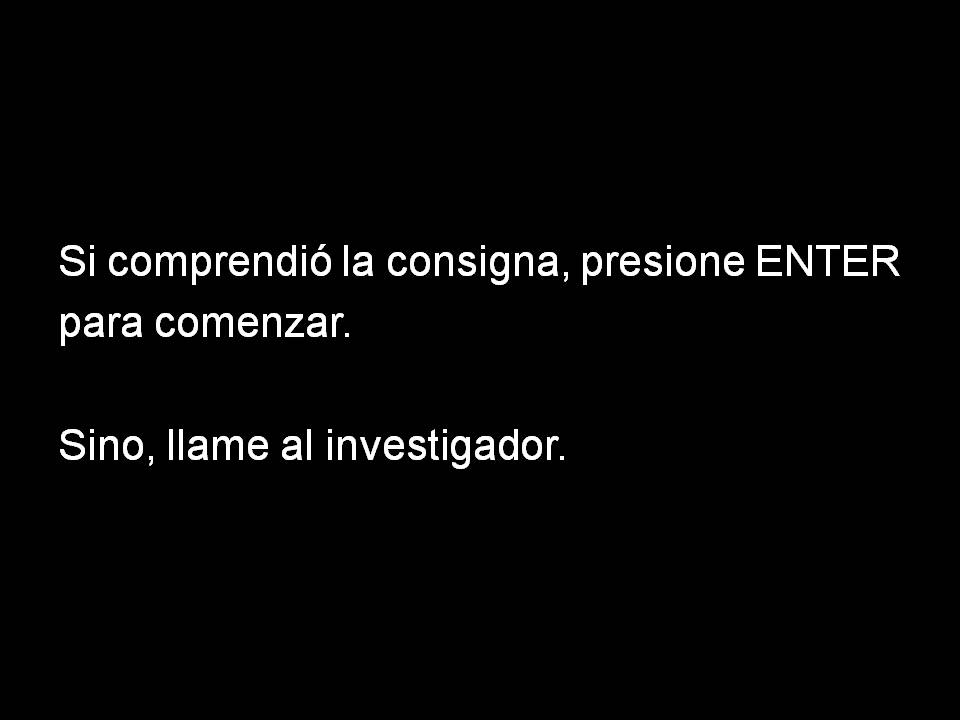 Si comprendió la consigna, presione ENTER
para comenzar.
Sino, llame al investigador.